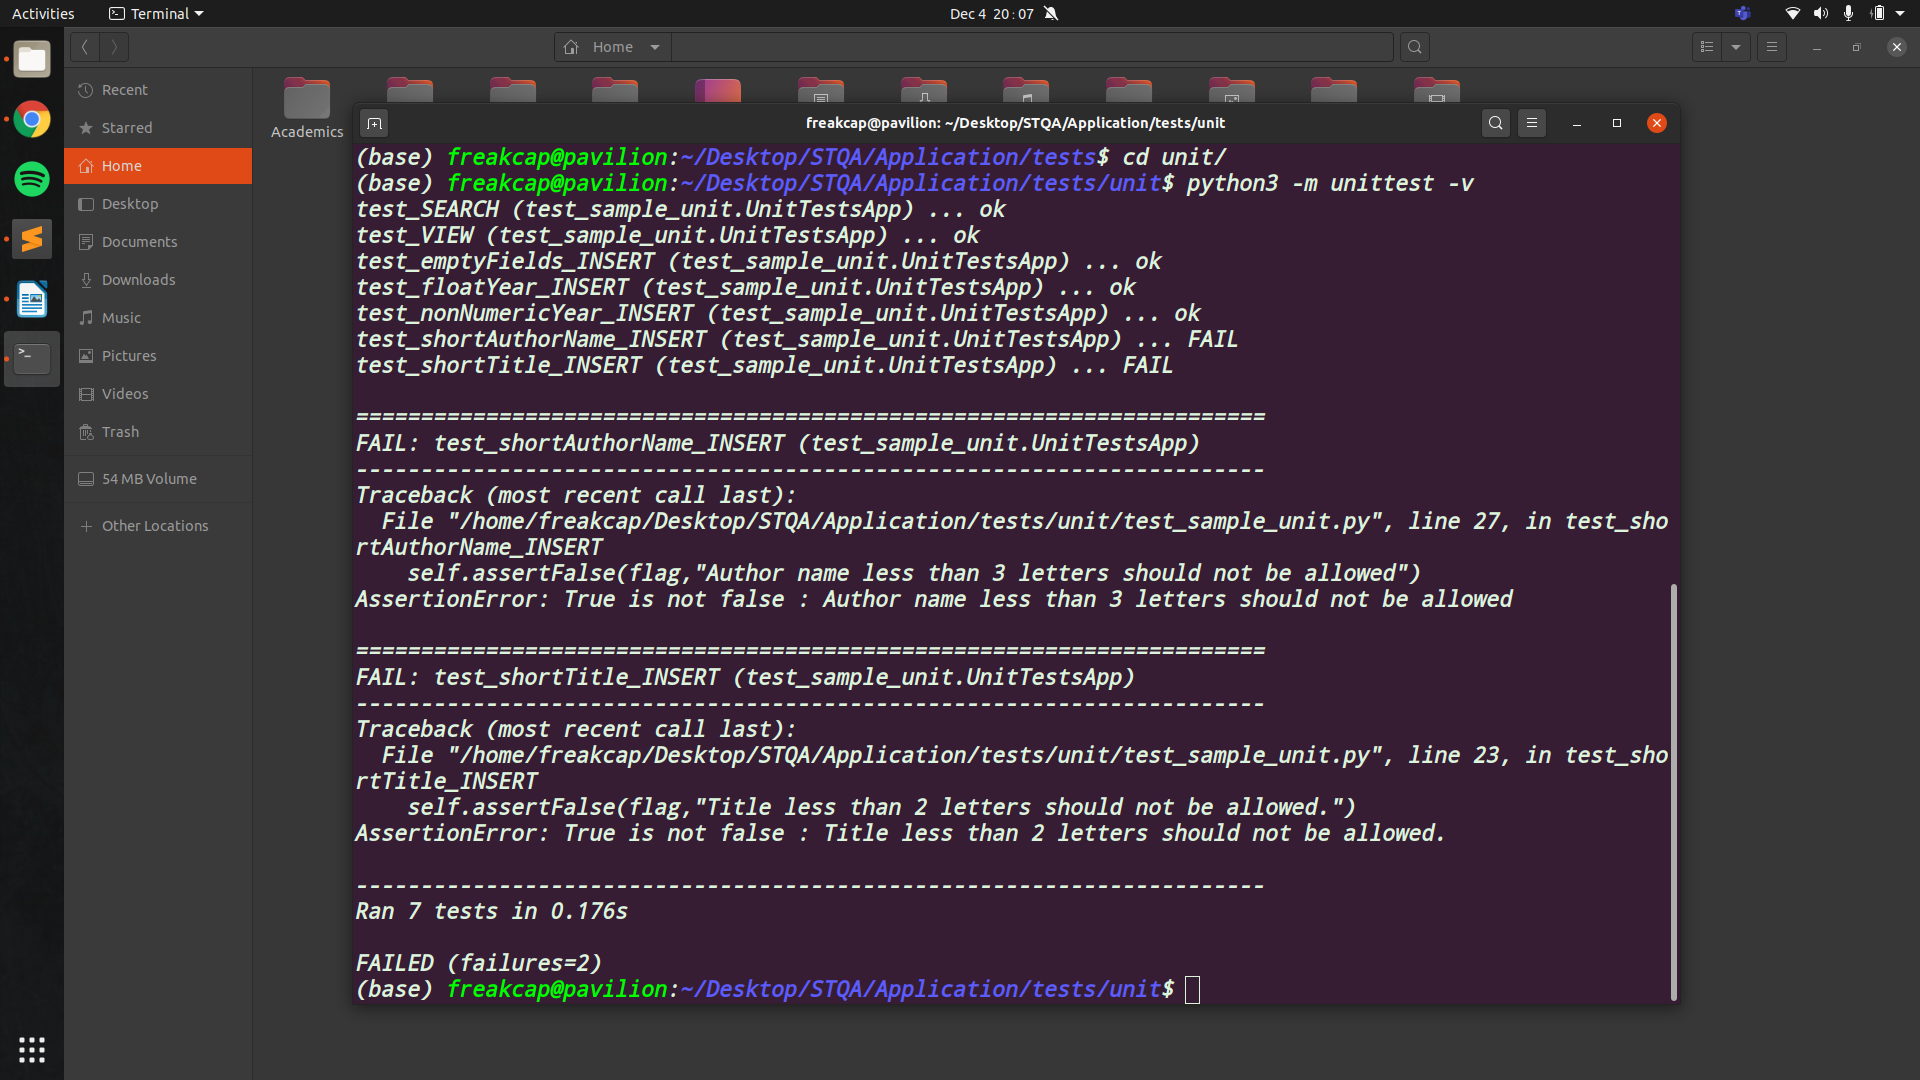 Activities
Terminal
Dec 4 20:07
Home
Recent
Starred
Home
Desktop
Documents
Downloads
Music
Pictures
Videos
Trash
54 MB Volume
+ Other Locations
Academics
freakcap@pavilion: ~/Desktop/STQA/Application/tests/unit
(base) freakcap@pavilion:~/Desktop/STQA/Application/tests$ cd unit/
(base) freakcap@pavilion:~/Desktop/STQA/Application/tests/unit$ python3 -m unittest -v
test_SEARCH (test_sample_unit.UnitTestsApp) ... ok
test_VIEW (test_sample_unit.UnitTestsApp) ... ok
test_emptyFields_INSERT (test_sample_unit.UnitTestsApp) ... ok
test_floatYear_INSERT (test_sample_unit.UnitTestsApp) ... ok
test_nonNumericYear_INSERT (test_sample_unit.UnitTestsApp) ... ok
test_shortAuthorName_INSERT (test_sample_unit.UnitTestsApp) ... FAIL
test_shortTitle_INSERT (test_sample_unit.UnitTestsApp) ... FAIL
======================================================================
FAIL: test_shortAuthorName_INSERT (test_sample_unit.UnitTestsApp)
----------------------------------------------------------------------
Traceback (most recent call last):
  File "/home/freakcap/Desktop/STQA/Application/tests/unit/test_sample_unit.py", line 27, in test_sho
rtAuthorName_INSERT
    self.assertFalse(flag,"Author name less than 3 letters should not be allowed")
AssertionError: True is not false : Author name less than 3 letters should not be allowed
======================================================================
FAIL: test_shortTitle_INSERT (test_sample_unit.UnitTestsApp)
----------------------------------------------------------------------
Traceback (most recent call last):
  File "/home/freakcap/Desktop/STQA/Application/tests/unit/test_sample_unit.py", line 23, in test_sho
rtTitle_INSERT
    self.assertFalse(flag,"Title less than 2 letters should not be allowed.")
AssertionError: True is not false : Title less than 2 letters should not be allowed.
----------------------------------------------------------------------
Ran 7 tests in 0.176s
FAILED (failures=2)
(base) freakcap@pavilion:~/Desktop/STQA/Application/tests/unit$